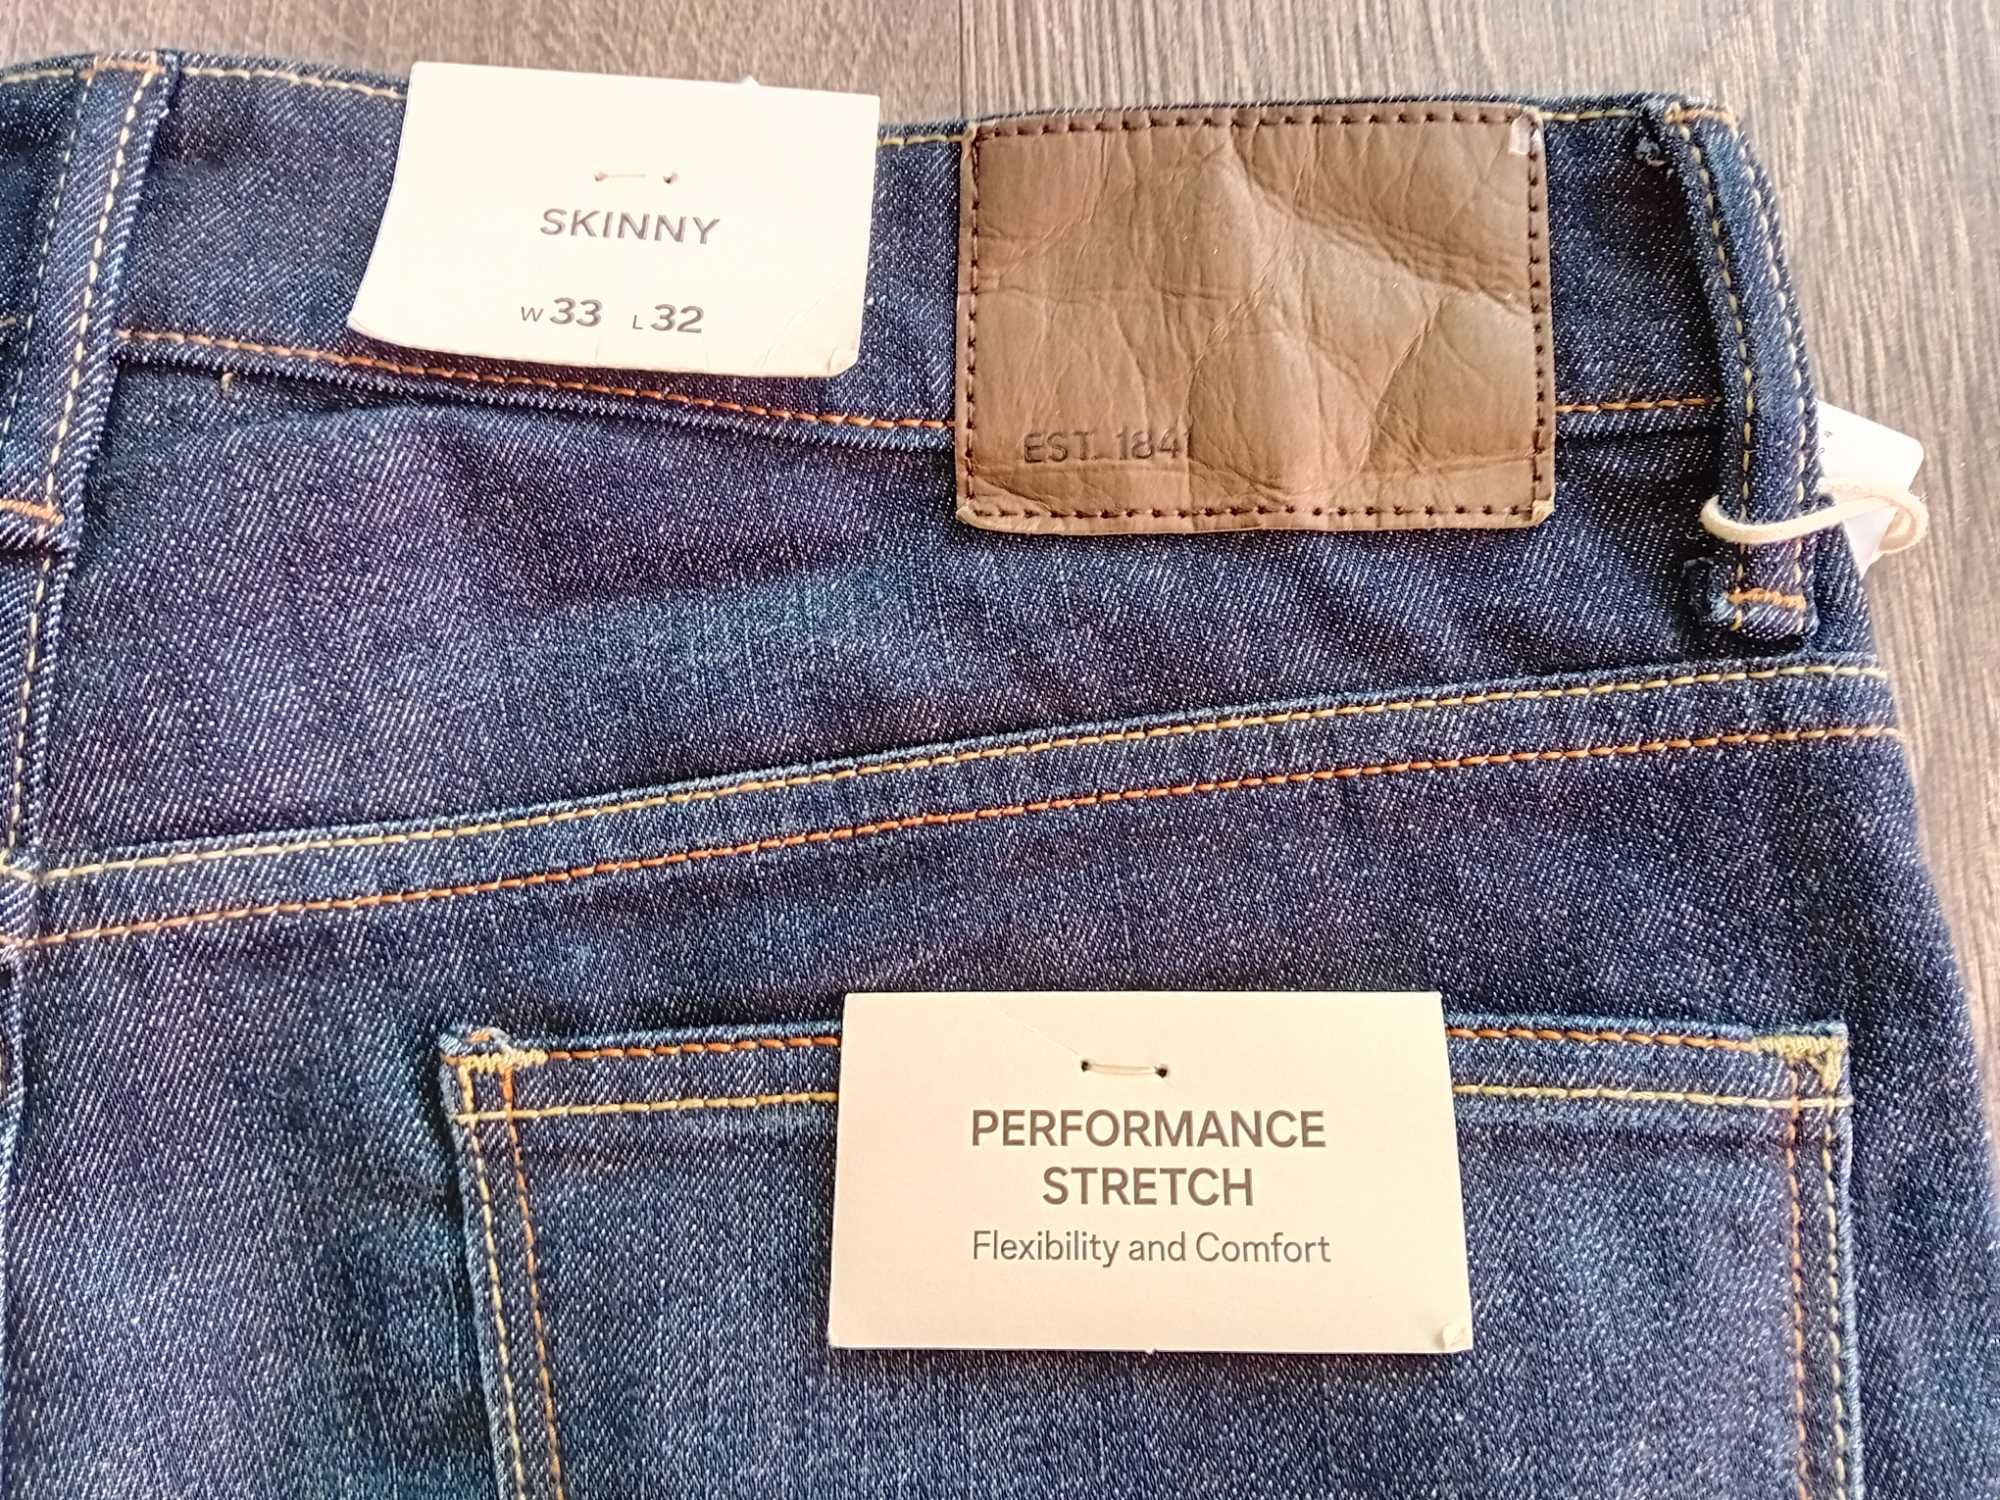 SKINNY
W 33 L 32
EST. 184
PERFORMANCE
STRETCH
Flexibility and Comfort